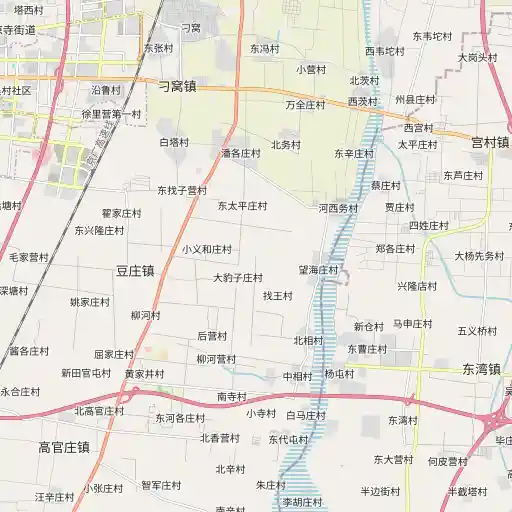 塔西村
刁窝
东张村
东冯村
小营村
西韦坨村
东韦坨村
大岗头村
寺街道
村社区
沿鲁村
刁窝镇
北茨村
万全庄村
西茨村
州县庄村
徐里营村
西宫村
宫村镇
白塔村
北务村
太平庄村
潘各庄村
东辛庄村
东芦庄村
东找子营村
蔡庄村
翟家庄村
东太平庄村
河西务村
贾庄村
东兴隆庄村
四姓庄村
毛家营村
小义和庄村
郑各庄村
大杨先务村
豆庄镇
望海庄村
大豹子庄村
兴隆店村
深塘村
姚家庄村
找王村
柳河村
新仓村
马申庄村
五义桥村
后营村
北相村
酱各庄村
屈家庄村
东曹庄村
柳河营村
新田官屯村
黄家井村
中相村
杨屯村
东湾镇
永合庄村
南寺村
北高官庄村
东河各庄村
小寺村
白马庄村
东湾村
北香营村
东代屯村
高官庄镇
北辛村
东大营村
何皮营村
小张庄村
智军庄村
朱庄村
汪辛庄村
半边街村
半截塔村
李胡庄村
南辛庄村